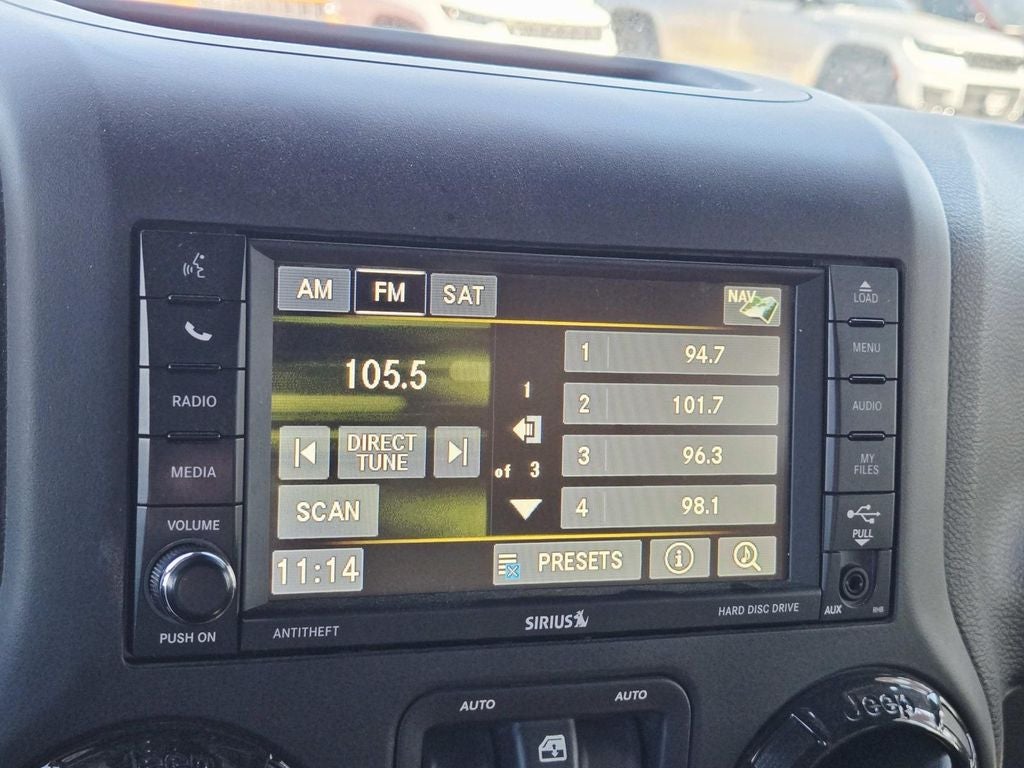 AM FM SAT NAV
105.5
DIRECT
TUNE
SCAN
11:14
1
of 3
1 94.7
2 101.7
3 96.3
4 98.1
PRESETS
RADIO
MEDIA
VOLUME
PUSH ON
LOAD
MENU
AUDIO
MY
FILES
PULL
AUX RHB
ANTITHEFT
SIRIUS
HARD DISC DRIVE
AUTO AUTO
Jeep